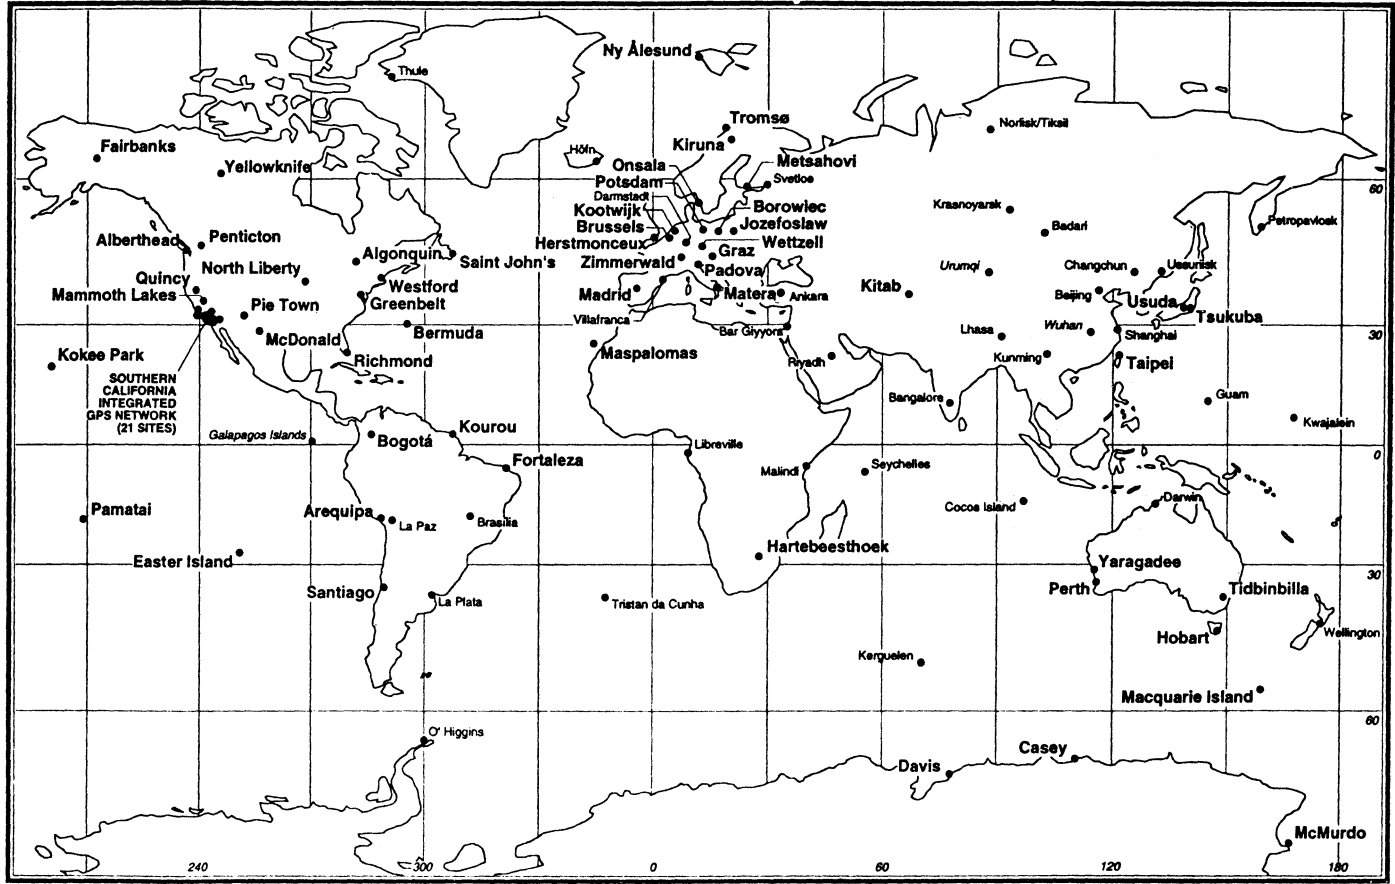 Ny Ålesund
Thule
Tromsø
Norlisk/Tiksil
Kiruna
Fairbanks
Höfn
Metsahovi
Onsala
Yellowknife
Svetloe
Potsdam
60
Darmstadt
Krasnoyarsk
Borowiec
Kootwijk
Petropavlosk
Jozefoslaw
Badari
Brussels
Alberthead
Penticton
Herstmonceux
Wettzell
Algonquin
Saint John's
Graz
Zimmerwald
Urumqi
Changchun
Ussurisk
North Liberty
Padova
Quincy
Westford
Kitab
Mammoth Lakes
Madrid
Matera
Ankara
Beijing
Usuda
Pie Town
Greenbelt
Villafranca
Tsukuba
Bermuda
Bar Giyyora
Lhasa
Wuhan
Shanghai
30
McDonald
Kokee Park
Richmond
Maspalomas
Riyadh
Kunming
Taipei
SOUTHERN
CALIFORNIA
INTEGRATED
GPS NETWORK
(21 SITES)
Bangalore
Guam
Kwajalein
Galapagos Islands
Bogotá
Kourou
Libreville
0
Fortaleza
Malindi
Seychelles
Darwin
Pamatai
Arequipa
La Paz
Brasilia
Cocos Island
Hartebeesthoek
Easter Island
Yaragadee
30
Santiago
La Plata
Perth
Tidbinbilla
Tristan da Cunha
Hobart
Wellington
Kerguelen
Macquarie Island
60
O' Higgins
Casey
Davis
McMurdo
240
300
0
60
120
180